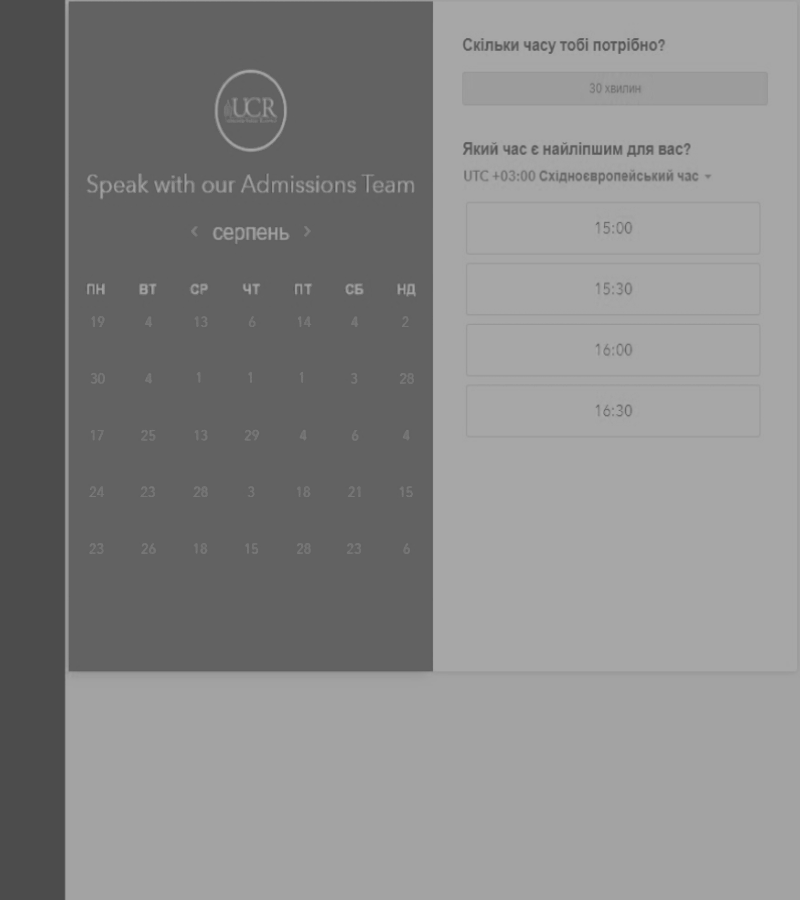 UCR
Speak with our Admissions Team
‹ серпень ›
ПН ВТ СР ЧТ ПТ СБ НД
19 4 13 6 14 4 2
30 4 1 1 1 3 28
17 25 13 29 4 6 4
24 23 28 3 18 21 15
23 26 18 15 28 23 6
Скільки часу тобі потрібно?
30 хвилин
Який час є найліпшим для вас?
UTC +03:00 Східноєвропейський час
15:00
15:30
16:00
16:30